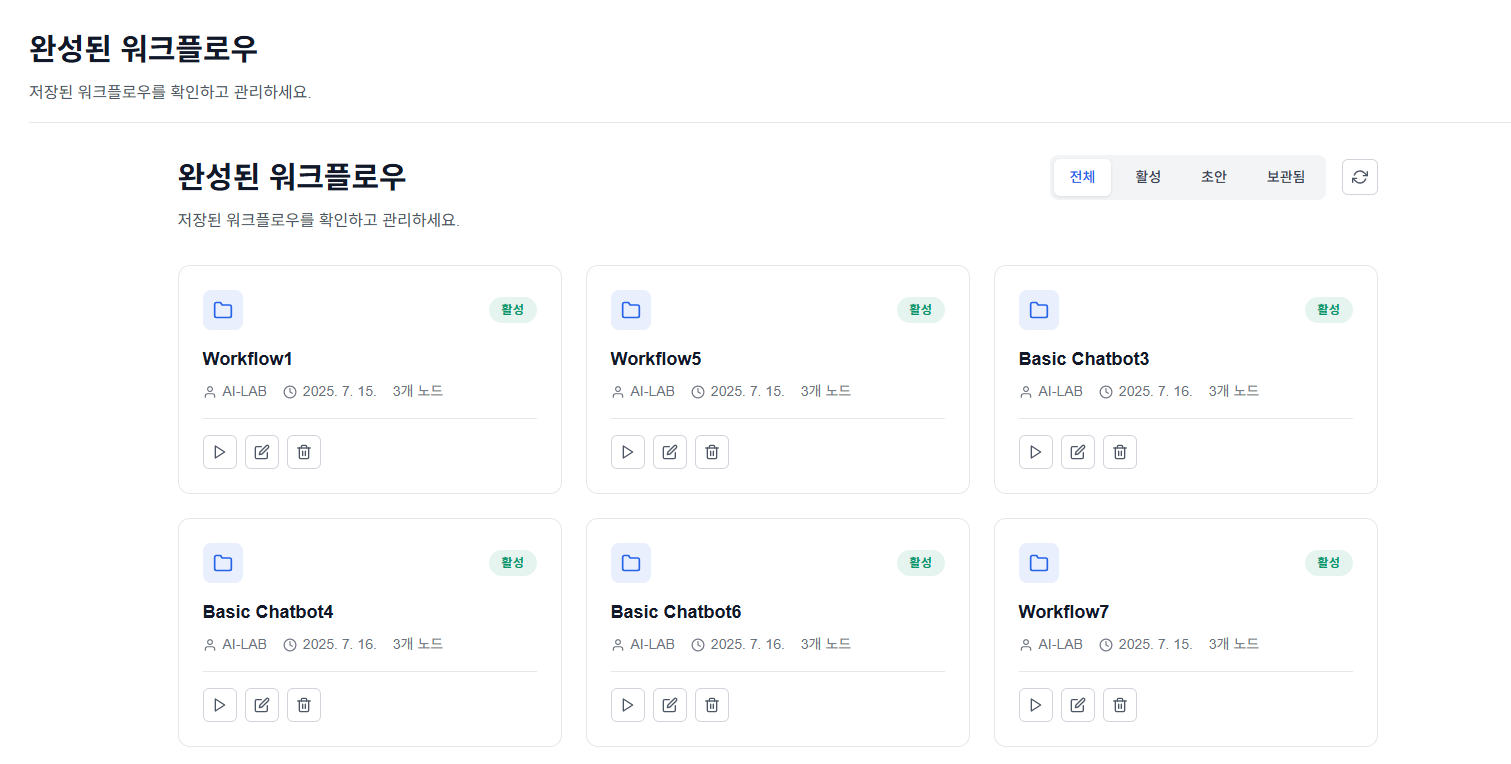 완성된 워크플로우
저장된 워크플로우를 확인하고 관리하세요.
완성된 워크플로우
전체 활성 초안 보관됨
저장된 워크플로우를 확인하고 관리하세요.
활성 활성 활성
Workflow1 Workflow5 Basic Chatbot3
AI-LAB 2025. 7. 15. 3개 노드 AI-LAB 2025. 7. 15. 3개 노드 AI-LAB 2025. 7. 16. 3개 노드
활성 활성 활성
Basic Chatbot4 Basic Chatbot6 Workflow7
AI-LAB 2025. 7. 16. 3개 노드 AI-LAB 2025. 7. 16. 3개 노드 AI-LAB 2025. 7. 15. 3개 노드